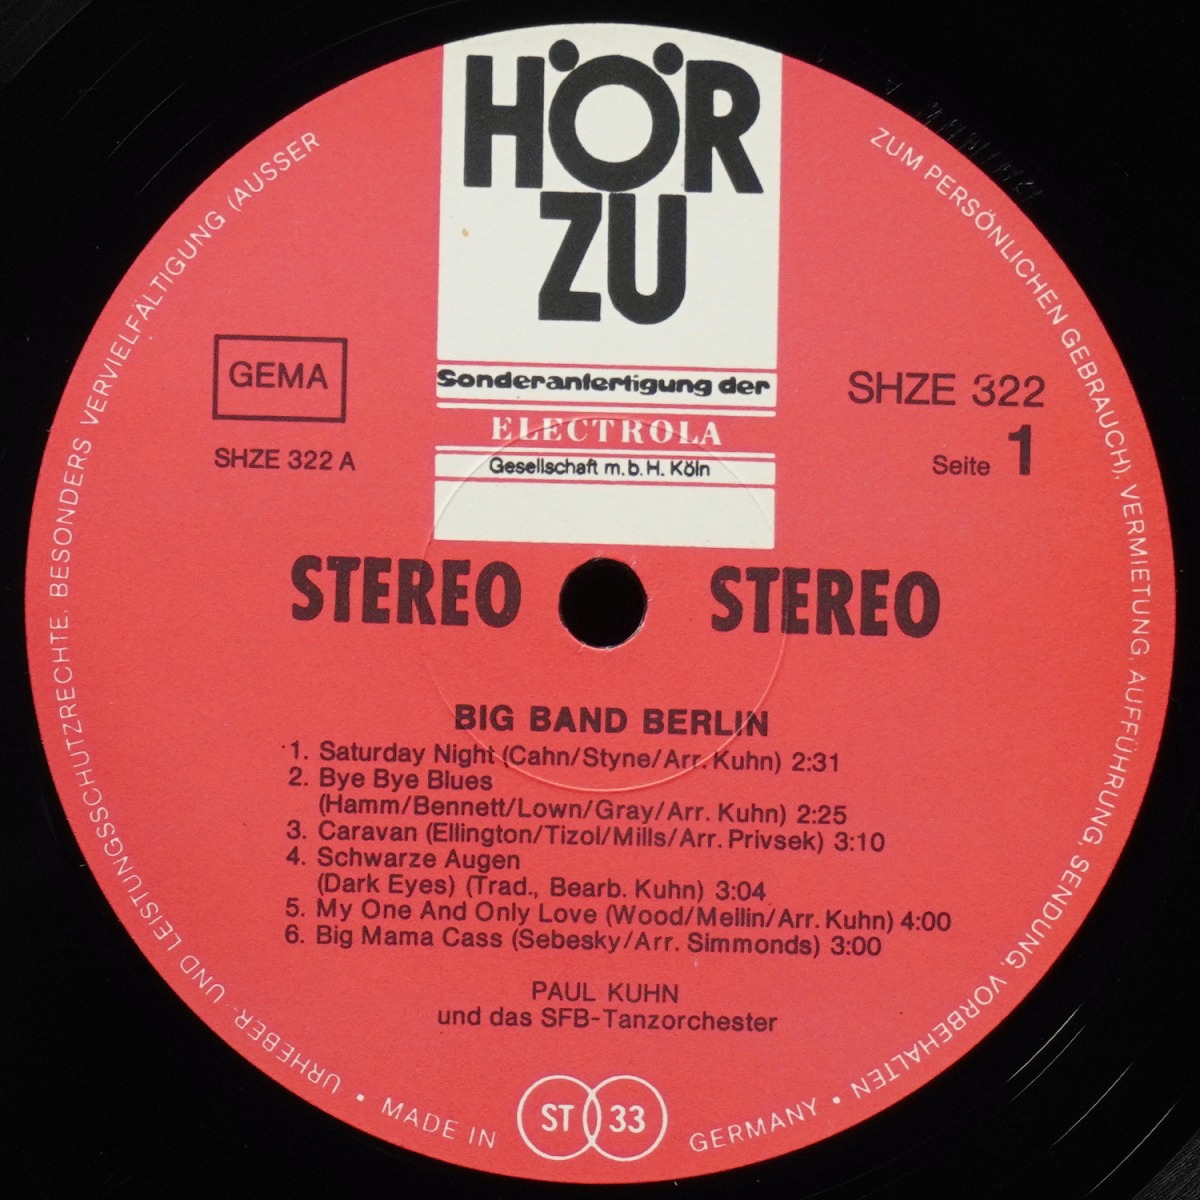 HÖR
ZU
Sonderanfertigung der
ELECTROLA
Gesellschaft m.b.H. Köln
GEMA
SHZE 322 A
SHZE 322
Seite 1
STEREO STEREO
BIG BAND BERLIN
1. Saturday Night (Cahn/Styne/Arr. Kuhn) 2:31
2. Bye Bye Blues
(Hamm/Bennett/Lown/Gray/Arr. Kuhn) 2:25
3. Caravan (Ellington/Tizol/Mills/Arr. Privsek) 3:10
4. Schwarze Augen
(Dark Eyes) (Trad., Bearb. Kuhn) 3:04
5. My One And Only Love (Wood/Mellin/Arr. Kuhn) 4:00
6. Big Mama Cass (Sebesky/Arr. Simmonds) 3:00
PAUL KUHN
und das SFB-Tanzorchester
ST 33
URHEBER- UND LEISTUNGSSCHUTZRECHTE. BESONDERS VERVIELFÄLTIGUNG (AUSSER
ZUM PERSÖNLICHEN GEBRAUCH), VERMIETUNG, AUFFÜHRUNG, SENDUNG, VORBEHALTEN
• MADE IN GERMANY •